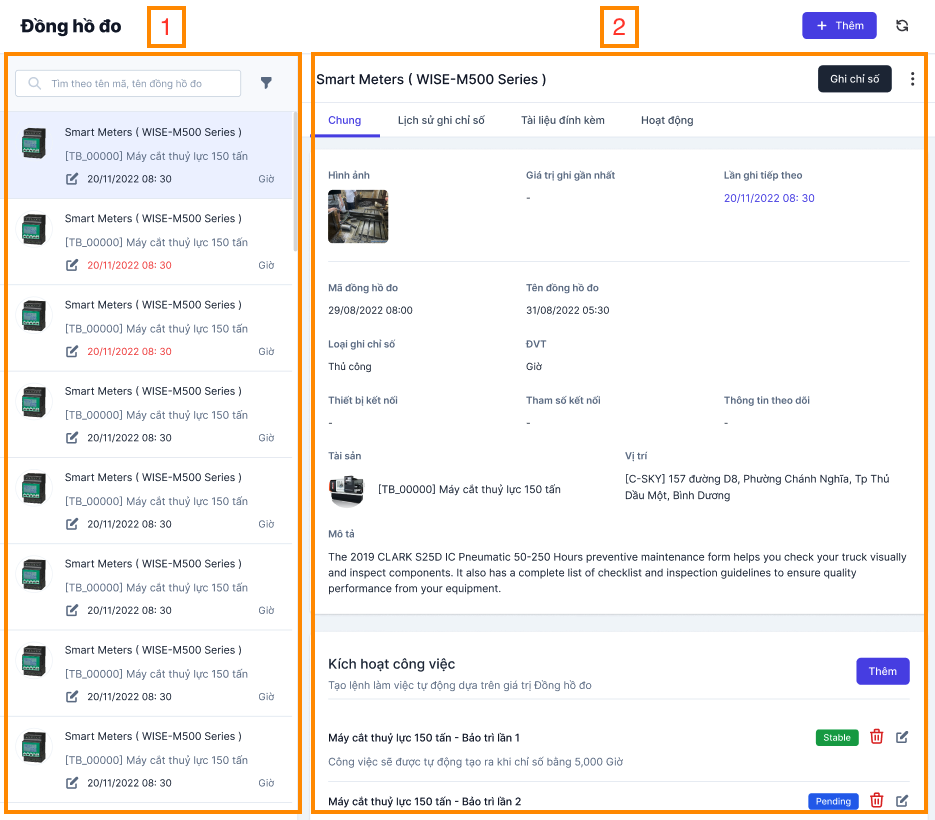 Đồng hồ đo
1
2
Thêm
Tìm theo tên mã, tên đồng hồ đo
Smart Meters ( WISE-M500 Series )
[TB_00000] Máy cắt thuỷ lực 150 tấn
20/11/2022 08: 30
Giờ
Smart Meters ( WISE-M500 Series )
[TB_00000] Máy cắt thuỷ lực 150 tấn
20/11/2022 08: 30
Giờ
Smart Meters ( WISE-M500 Series )
[TB_00000] Máy cắt thuỷ lực 150 tấn
20/11/2022 08: 30
Giờ
Smart Meters ( WISE-M500 Series )
[TB_00000] Máy cắt thuỷ lực 150 tấn
20/11/2022 08: 30
Giờ
Smart Meters ( WISE-M500 Series )
[TB_00000] Máy cắt thuỷ lực 150 tấn
20/11/2022 08: 30
Giờ
Smart Meters ( WISE-M500 Series )
[TB_00000] Máy cắt thuỷ lực 150 tấn
20/11/2022 08: 30
Giờ
Smart Meters ( WISE-M500 Series )
[TB_00000] Máy cắt thuỷ lực 150 tấn
20/11/2022 08: 30
Giờ
Smart Meters ( WISE-M500 Series )
[TB_00000] Máy cắt thuỷ lực 150 tấn
20/11/2022 08: 30
Giờ
Smart Meters ( WISE-M500 Series )
Ghi chỉ số
Chung
Lịch sử ghi chỉ số
Tài liệu đính kèm
Hoạt động
Hình ảnh
Giá trị ghi gần nhất
-
Lần ghi tiếp theo
20/11/2022 08: 30
Mã đồng hồ đo
29/08/2022 08:00
Tên đồng hồ đo
31/08/2022 05:30
Loại ghi chỉ số
Thủ công
ĐVT
Giờ
Thiết bị kết nối
-
Tham số kết nối
-
Thông tin theo dõi
-
Tài sản
[TB_00000] Máy cắt thuỷ lực 150 tấn
Vị trí
[C-SKY] 157 đường D8, Phường Chánh Nghĩa, Tp Thủ
Dầu Một, Bình Dương
Mô tả
The 2019 CLARK S25D IC Pneumatic 50-250 Hours preventive maintenance form helps you check your truck visually
and inspect components. It also has a complete list of checklist and inspection guidelines to ensure quality
performance from your equipment.
Kích hoạt công việc
Tạo lệnh làm việc tự động dựa trên giá trị Đồng hồ đo
Thêm
Máy cắt thuỷ lực 150 tấn - Bảo trì lần 1
Stable
Công việc sẽ được tự động tạo ra khi chỉ số bằng 5,000 Giờ
Máy cắt thuỷ lực 150 tấn - Bảo trì lần 2
Pending